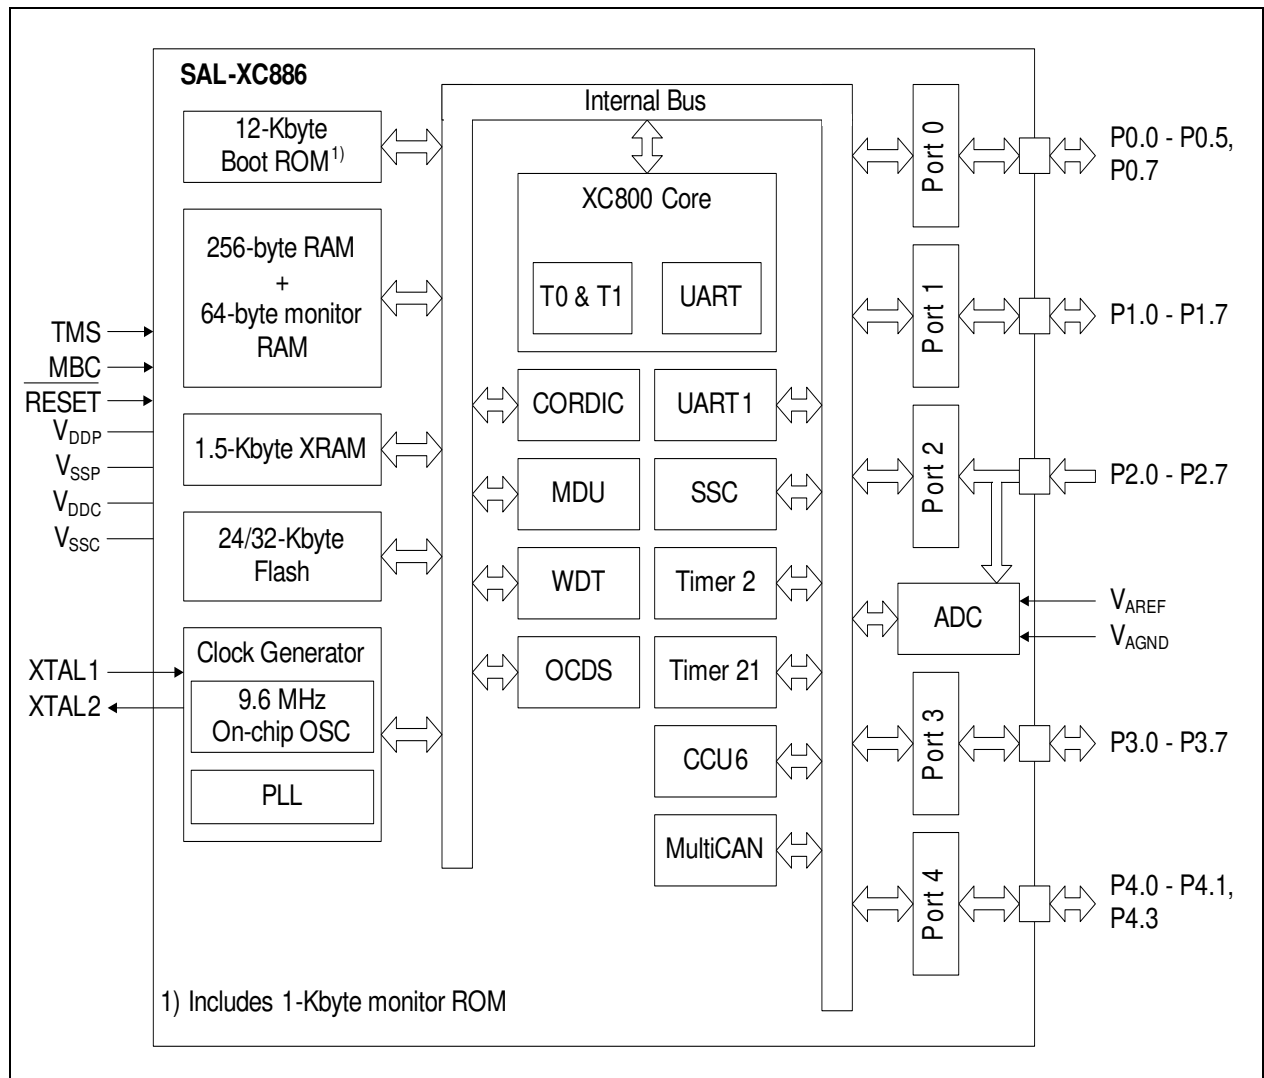 SAL-XC886
Internal Bus
12-Kbyte
Boot ROM1)
XC800 Core
256-byte RAM
+
64-byte monitor
RAM
T0 & T1
UART
TMS
MBC
RESET
VDDP
VSSP
VDDC
VSSC
1.5-Kbyte XRAM
24/32-Kbyte
Flash
XTAL1
XTAL2
Clock Generator
9.6 MHz
On-chip OSC
PLL
CORDIC
UART1
MDU
SSC
WDT
Timer 2
OCDS
Timer 21
CCU6
MultiCAN
Port 0
P0.0 - P0.5,
P0.7
Port 1
P1.0 - P1.7
Port 2
P2.0 - P2.7
ADC
VAREF
VAGND
Port 3
P3.0 - P3.7
Port 4
P4.0 - P4.1,
P4.3
1) Includes 1-Kbyte monitor ROM